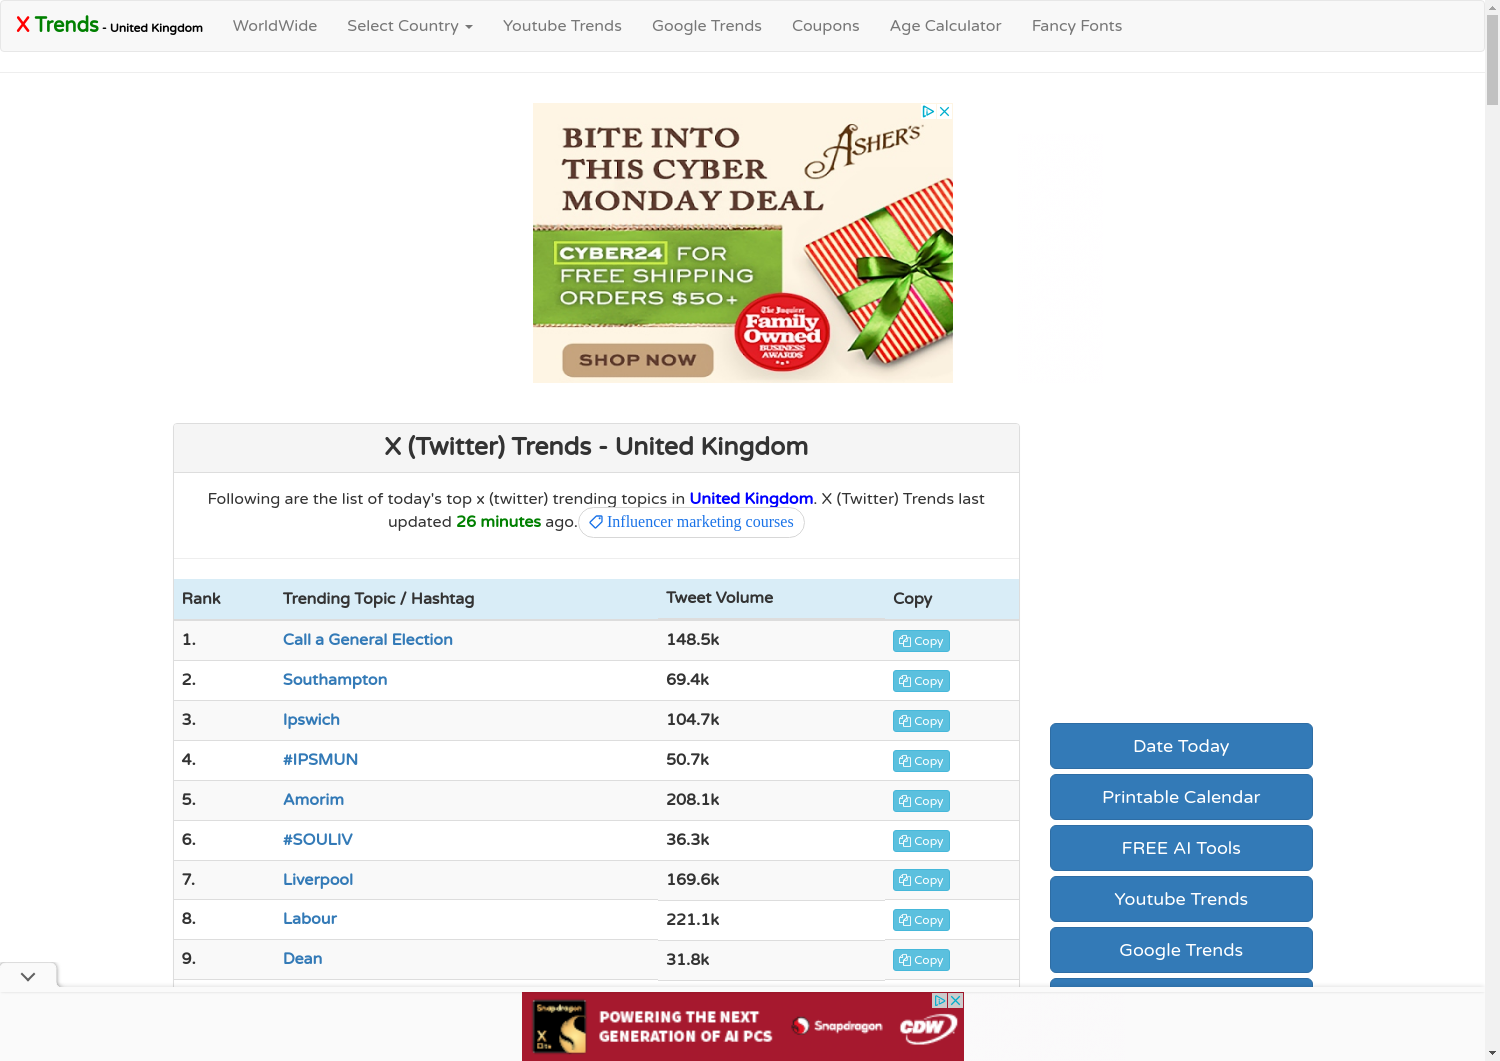 X Trends - United Kingdom WorldWide Select Country Youtube Trends Google Trends Coupons Age Calculator Fancy Fonts
BITE INTO
THIS CYBER
MONDAY DEAL
ASHER'S
CYBER24 FOR
FREE SHIPPING
ORDERS $50+
The Inquirer
Family
Owned
BUSINESS
AWARDS
SHOP NOW
X (Twitter) Trends - United Kingdom
Following are the list of today's top x (twitter) trending topics in United Kingdom. X (Twitter) Trends last
updated 26 minutes ago. Influencer marketing courses
Rank Trending Topic / Hashtag Tweet Volume Copy
1. Call a General Election 148.5k Copy
2. Southampton 69.4k Copy
3. Ipswich 104.7k Copy
4. #IPSMUN 50.7k Copy
5. Amorim 208.1k Copy
6. #SOULIV 36.3k Copy
7. Liverpool 169.6k Copy
8. Labour 221.1k Copy
9. Dean 31.8k Copy
Date Today
Printable Calendar
FREE AI Tools
Youtube Trends
Google Trends
Snapdragon
X Elite
POWERING THE NEXT
GENERATION OF AI PCS
Snapdragon
CDW